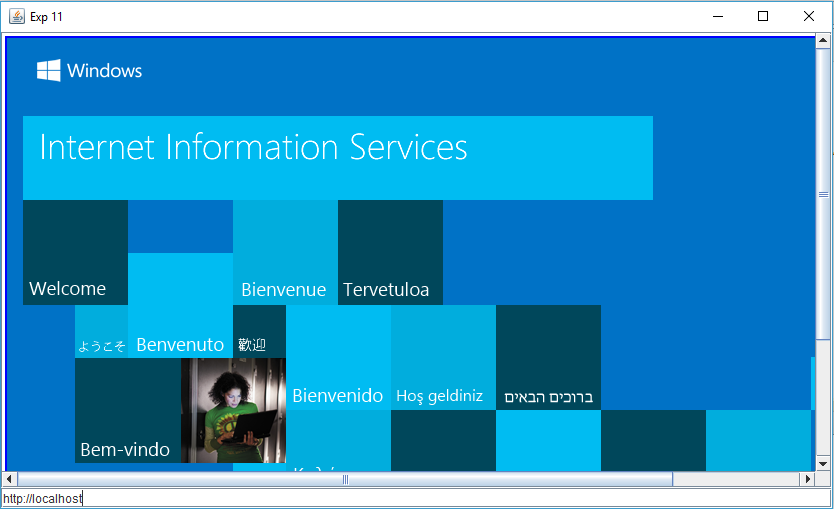 Exp 11
Windows
Internet Information Services
Welcome
Bienvenue
Tervetuloa
ようこそ
Benvenuto
歡迎
Bienvenido
Hoş geldiniz
ברוכים הבאים
Bem-vindo
http://localhost